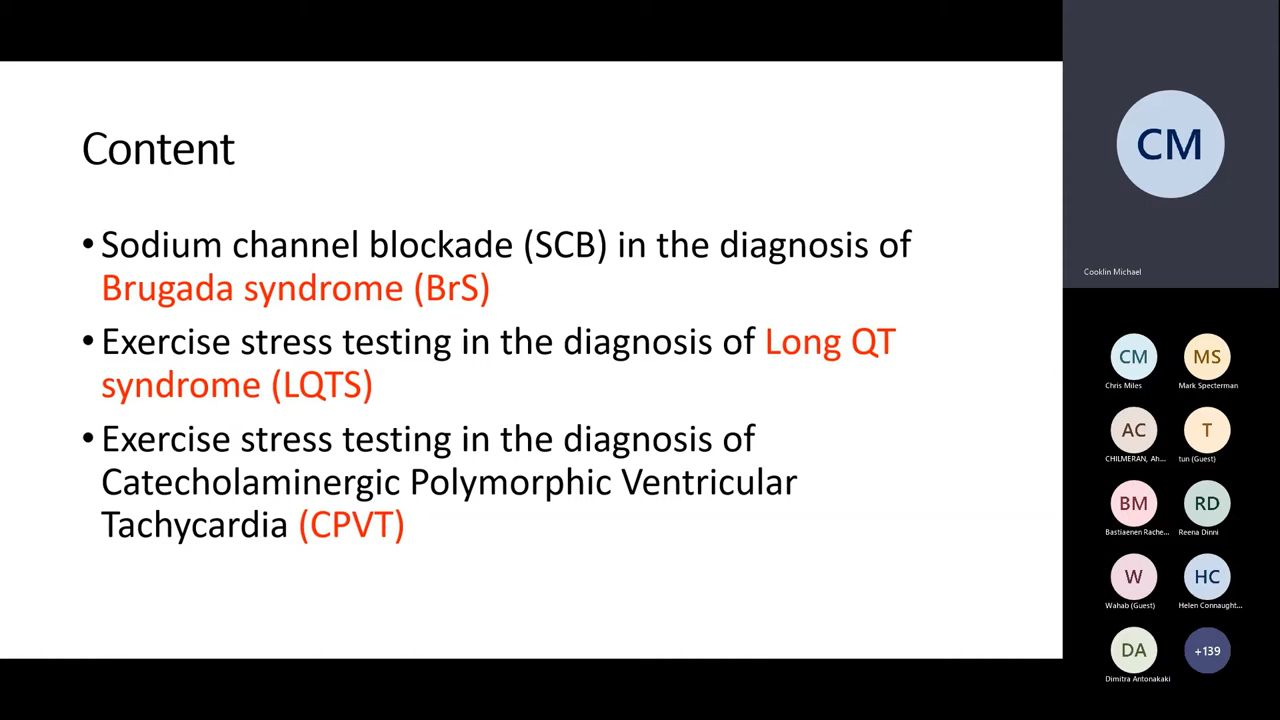 Content
• Sodium channel blockade (SCB) in the diagnosis of
Brugada syndrome (BrS)
• Exercise stress testing in the diagnosis of Long QT
syndrome (LQTS)
• Exercise stress testing in the diagnosis of
Catecholaminergic Polymorphic Ventricular
Tachycardia (CPVT)
CM
Cooklin Michael
CM
MS
Chris Miles
Mark Specterman
AC
T
CHILMERAN, Ah...
tun (Guest)
BM
RD
Bastiaenen Rache...
Reena Dinni
W
HC
Wahab (Guest)
Helen Connaught...
DA
+139
Dimitra Antonakaki